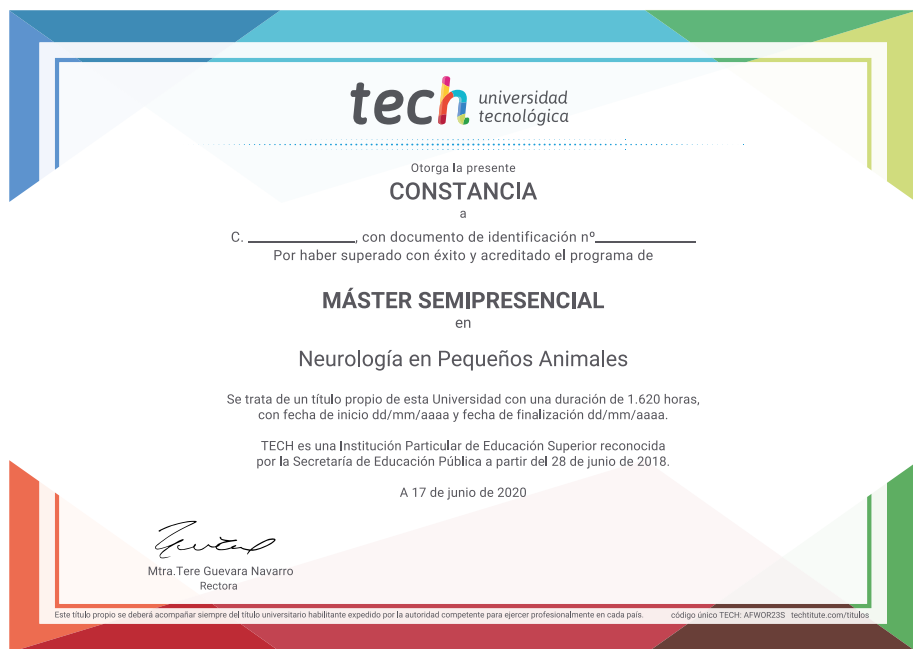 tech universidad
tecnológica
Otorga la presente
CONSTANCIA
a
C. ____________, con documento de identificación nº____________
Por haber superado con éxito y acreditado el programa de
MÁSTER SEMIPRESENCIAL
en
Neurología en Pequeños Animales
Se trata de un título propio de esta Universidad con una duración de 1.620 horas,
con fecha de inicio dd/mm/aaaa y fecha de finalización dd/mm/aaaa.
TECH es una Institución Particular de Educación Superior reconocida
por la Secretaría de Educación Pública a partir del 28 de junio de 2018.
A 17 de junio de 2020
Mtra.Tere Guevara Navarro
Rectora
Este título propio se deberá acompañar siempre del título universitario habilitante expedido por la autoridad competente para ejercer profesionalmente en cada país. código único TECH: AFWOR23S techtitute.com/titulos